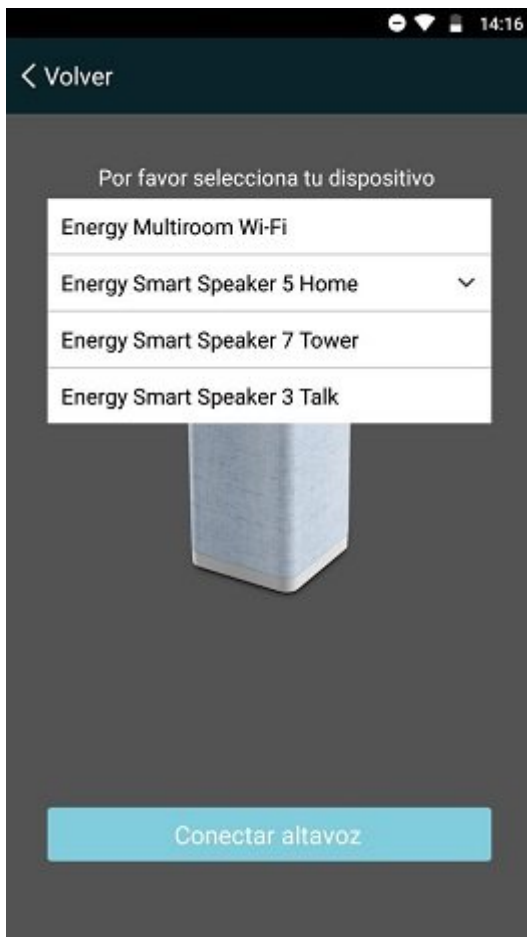 14:16
Volver
Por favor selecciona tu dispositivo
Energy Multiroom Wi-Fi
Energy Smart Speaker 5 Home
Energy Smart Speaker 7 Tower
Energy Smart Speaker 3 Talk
Conectar altavoz